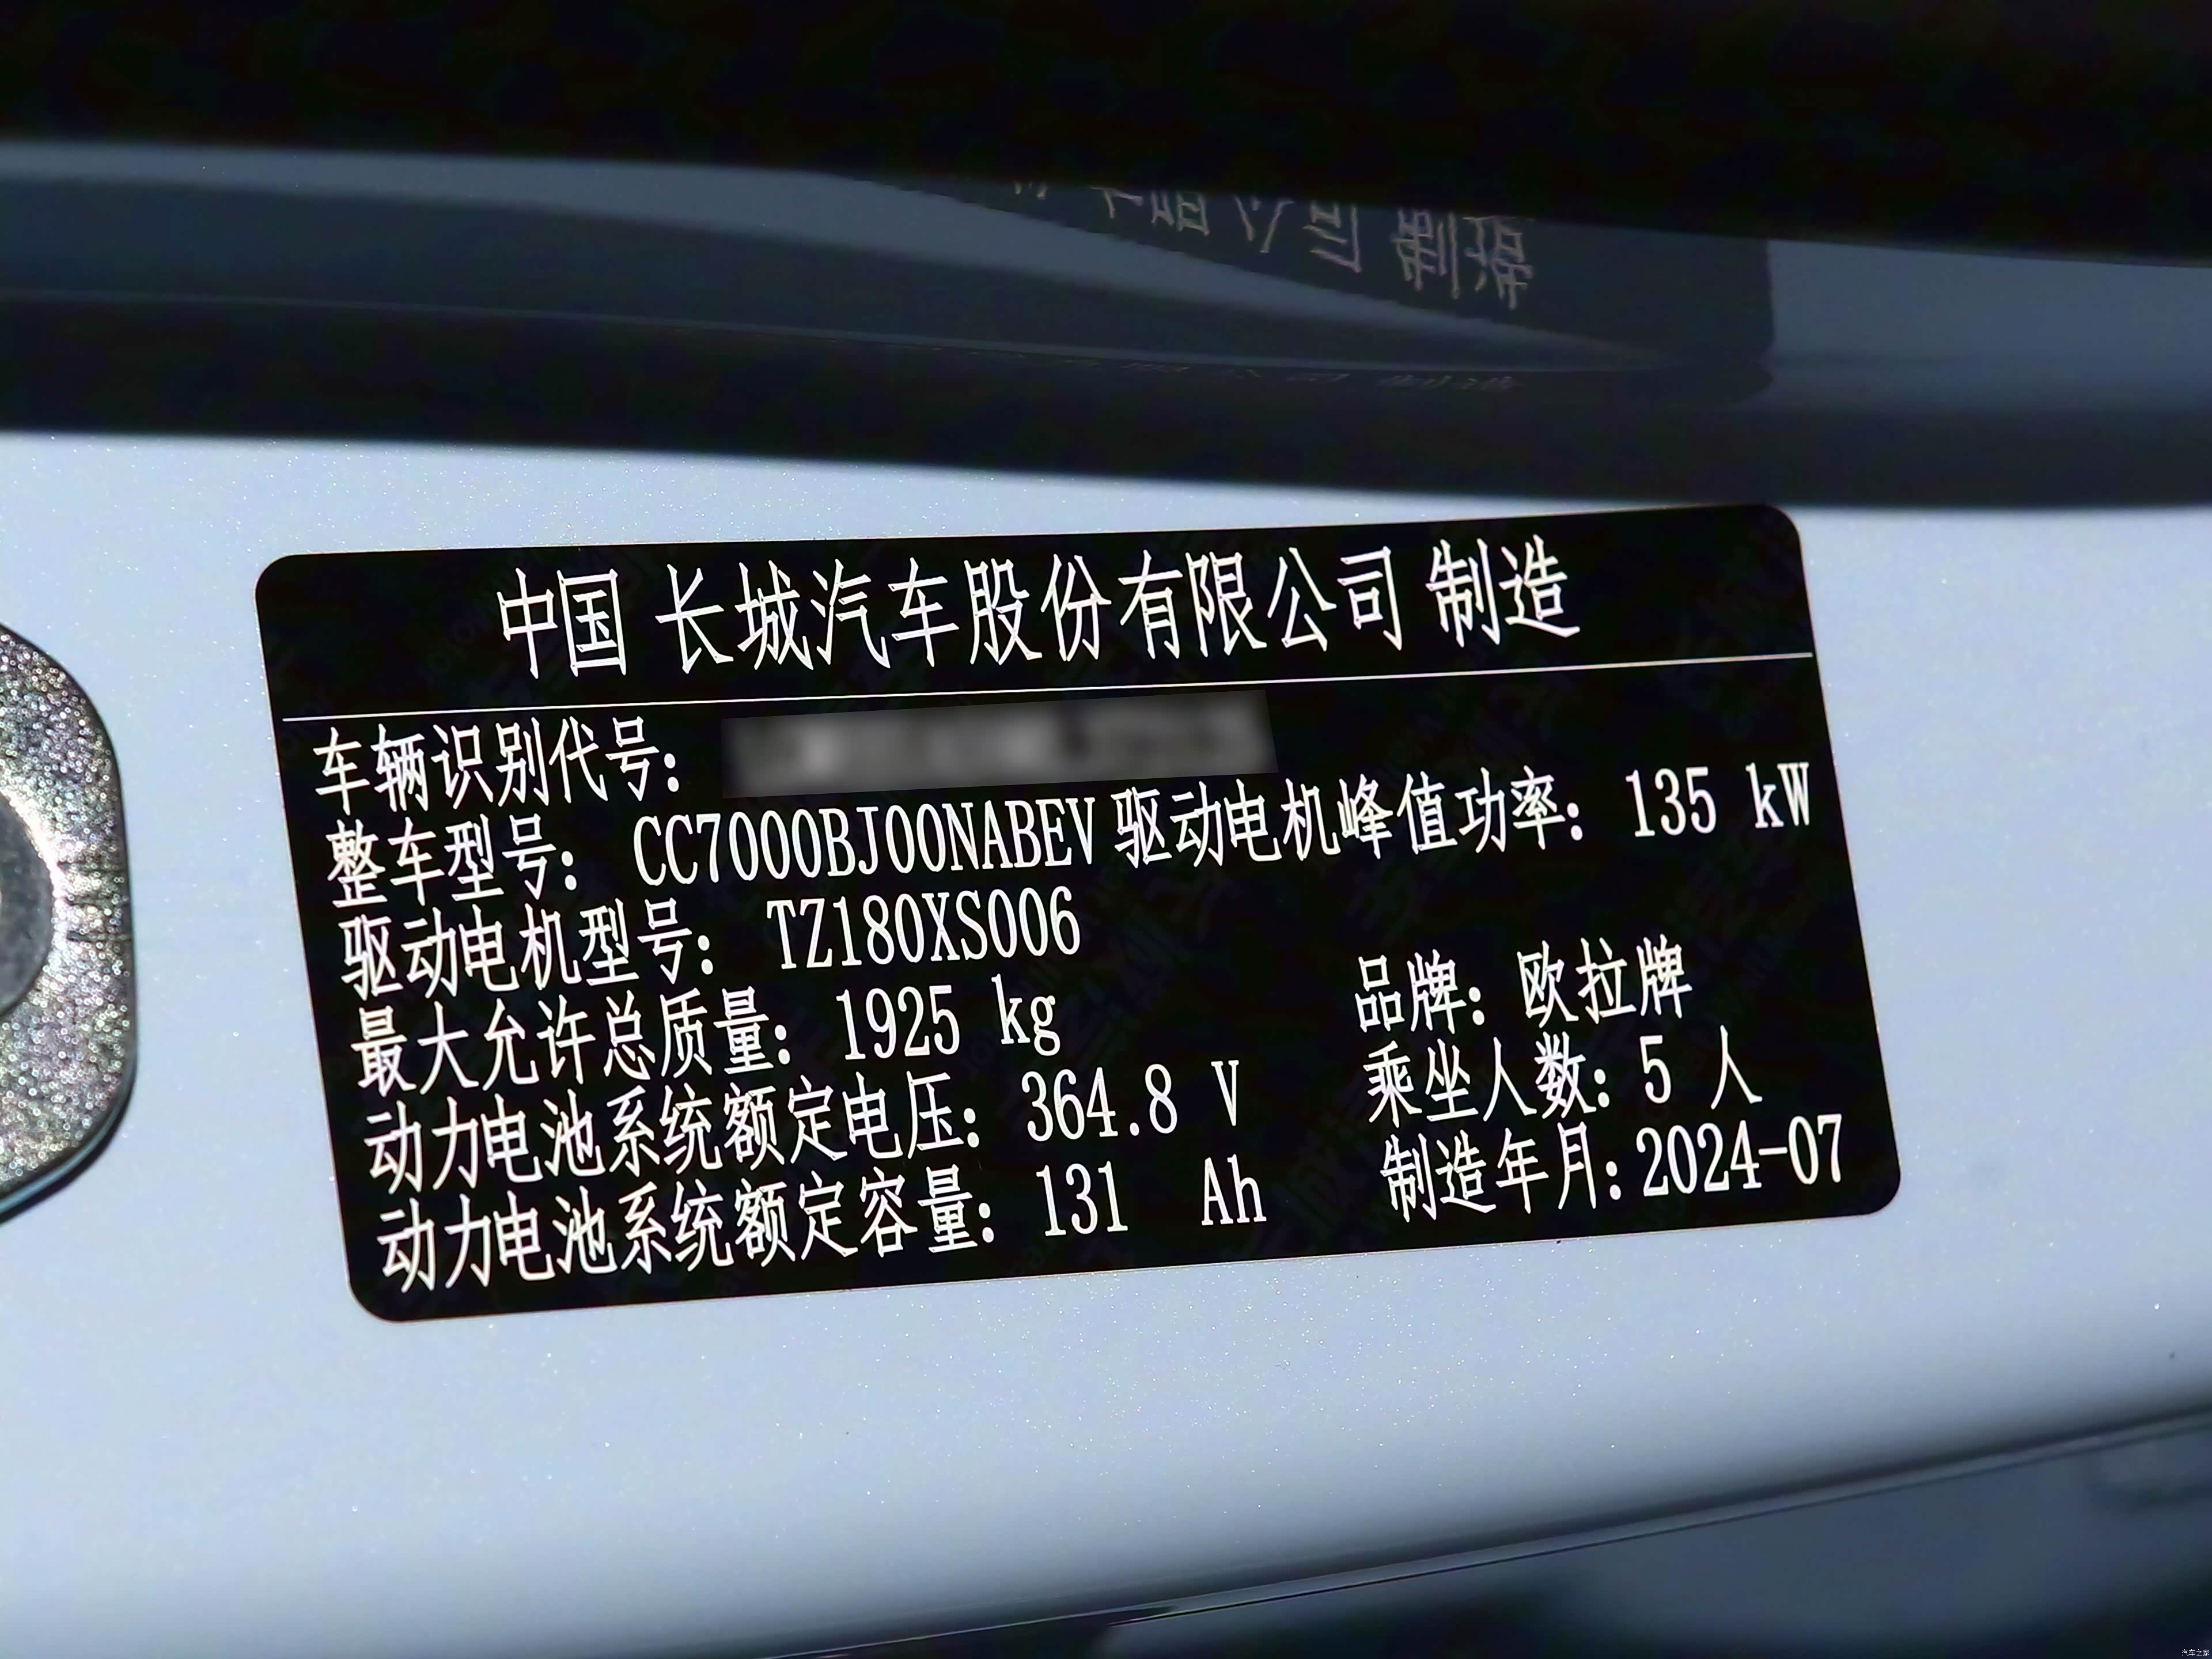 中国 长城汽车股份有限公司 制造
车辆识别代号：
整车型号： CC7000BJ00NABEV 驱动电机峰值功率： 135 kW
驱动电机型号： TZ180XS006
最大允许总质量： 1925 kg 品牌：欧拉牌
动力电池系统额定电压： 364.8 V 乘坐人数：5 人
动力电池系统额定容量： 131 Ah 制造年月：2024-07
汽车之家